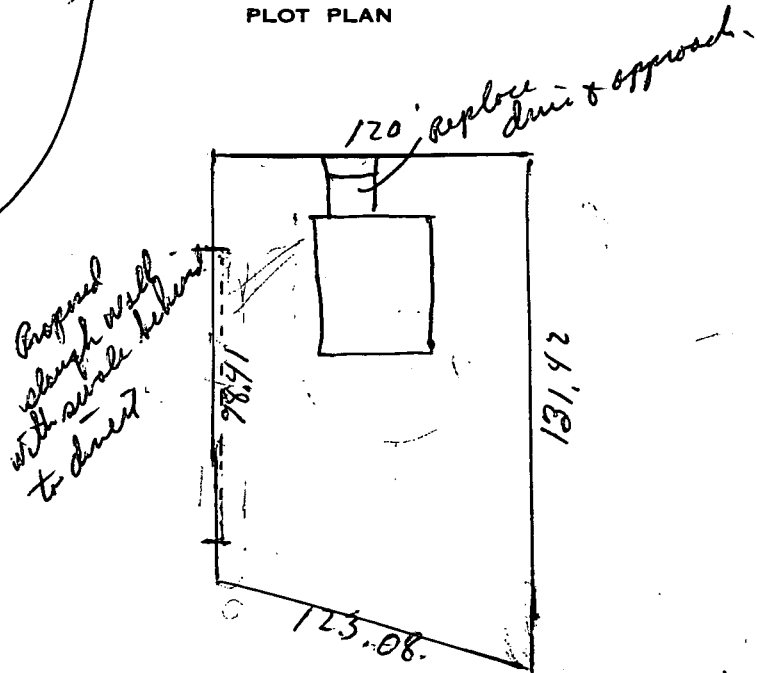 PLOT PLAN
120' Replace
drive & approach.
Proposed
slough wall
with swale behind
to divert
98.41
131.42
123.08.